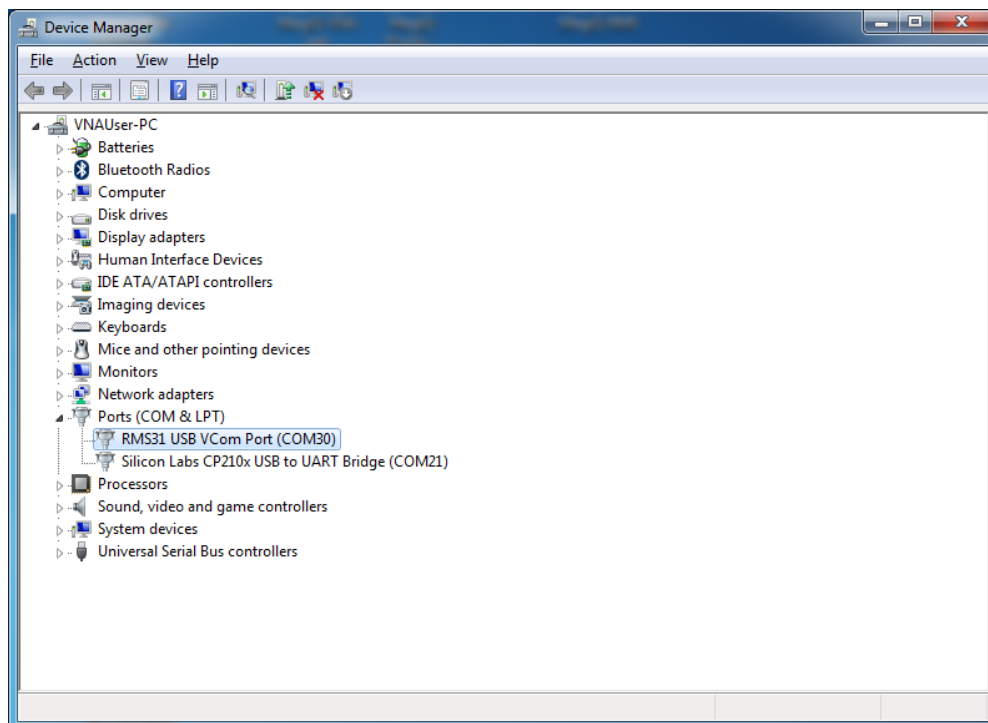 Device Manager
File Action View Help
VNAUser-PC
Batteries
Bluetooth Radios
Computer
Disk drives
Display adapters
Human Interface Devices
IDE ATA/ATAPI controllers
Imaging devices
Keyboards
Mice and other pointing devices
Monitors
Network adapters
Ports (COM & LPT)
RMS31 USB VCom Port (COM30)
Silicon Labs CP210x USB to UART Bridge (COM21)
Processors
Sound, video and game controllers
System devices
Universal Serial Bus controllers